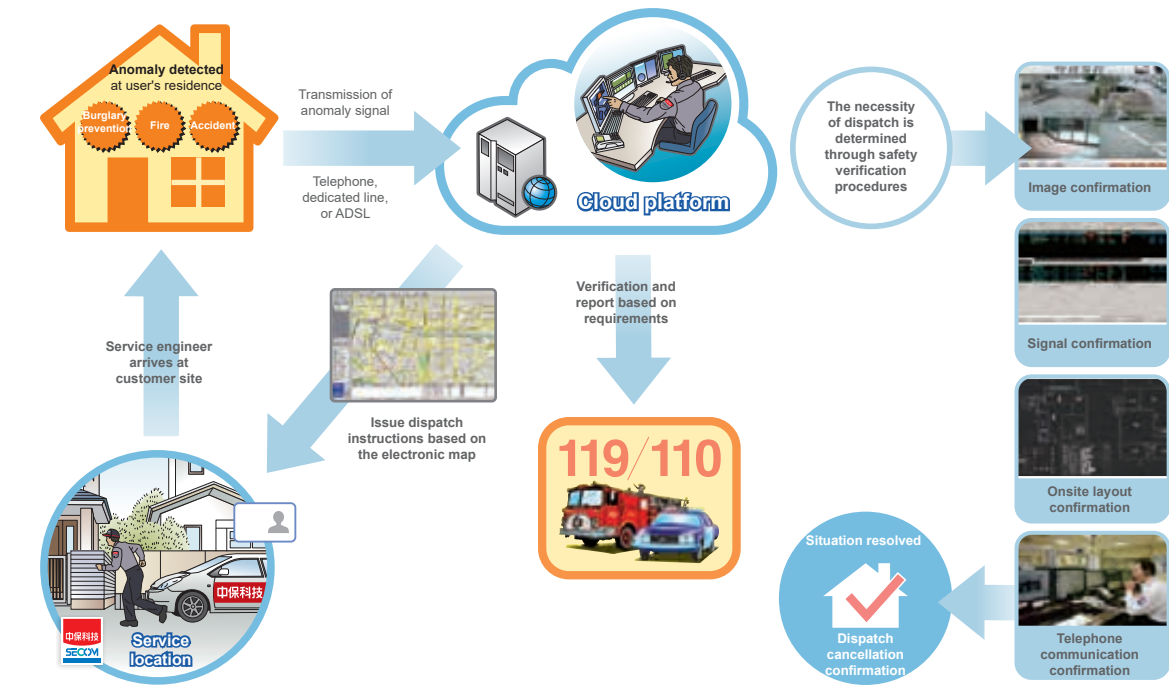 Anomaly detected
at user's residence
Burglary
prevention
Fire
Accident
Transmission of
anomaly signal
Telephone,
dedicated line,
or ADSL
Cloud platform
The necessity
of dispatch is
determined
through safety
verification
procedures
Image confirmation
Signal confirmation
Onsite layout
confirmation
Telephone
communication
confirmation
Situation resolved
Dispatch
cancellation
confirmation
Verification and
report based on
requirements
119/110
Issue dispatch
instructions based on
the electronic map
Service engineer
arrives at
customer site
中保科技
中保科技
SECOM
Service
location